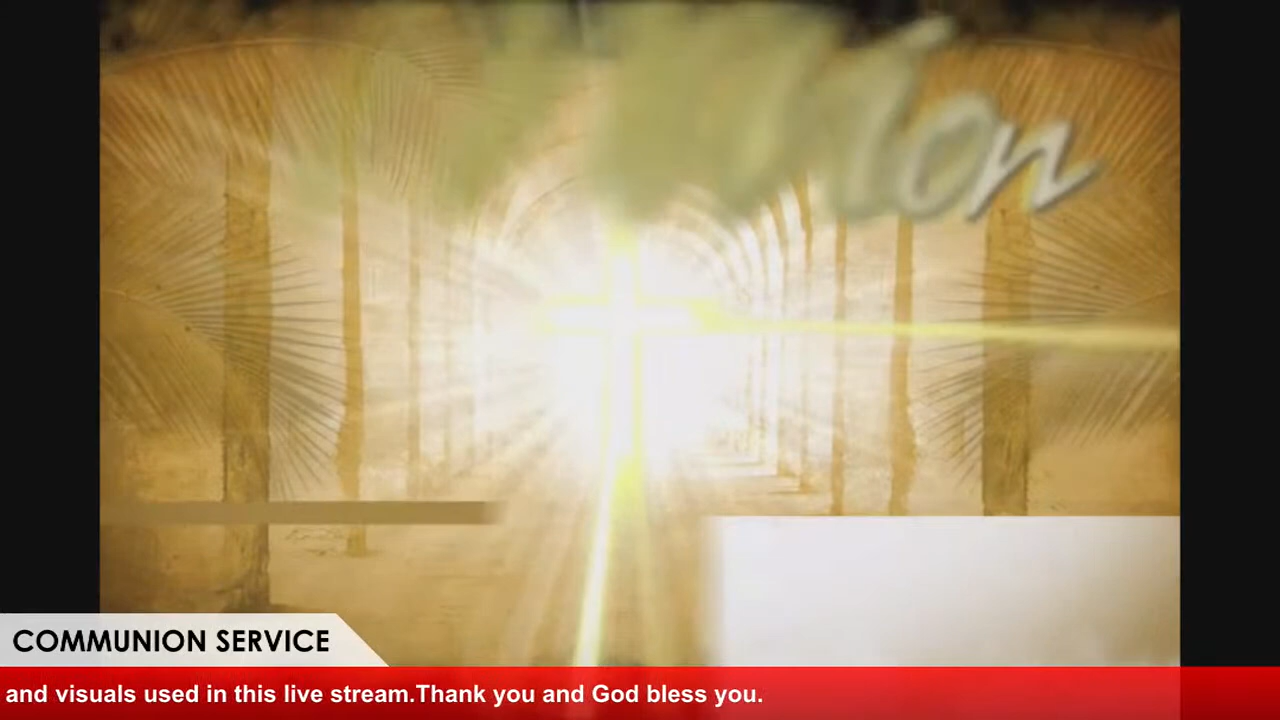 COMMUNION SERVICE
and visuals used in this live stream.Thank you and God bless you.